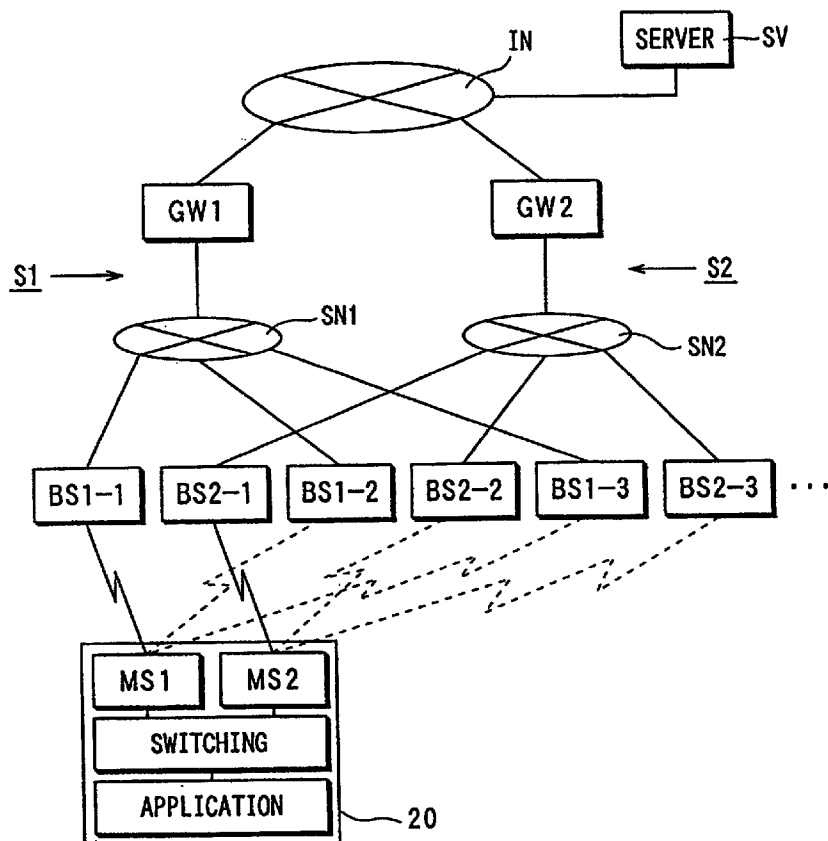 IN
SERVER
SV
GW1
GW2
S1
S2
SN1
SN2
BS1-1
BS2-1
BS1-2
BS2-2
BS1-3
BS2-3
...
MS1
MS2
SWITCHING
APPLICATION
20